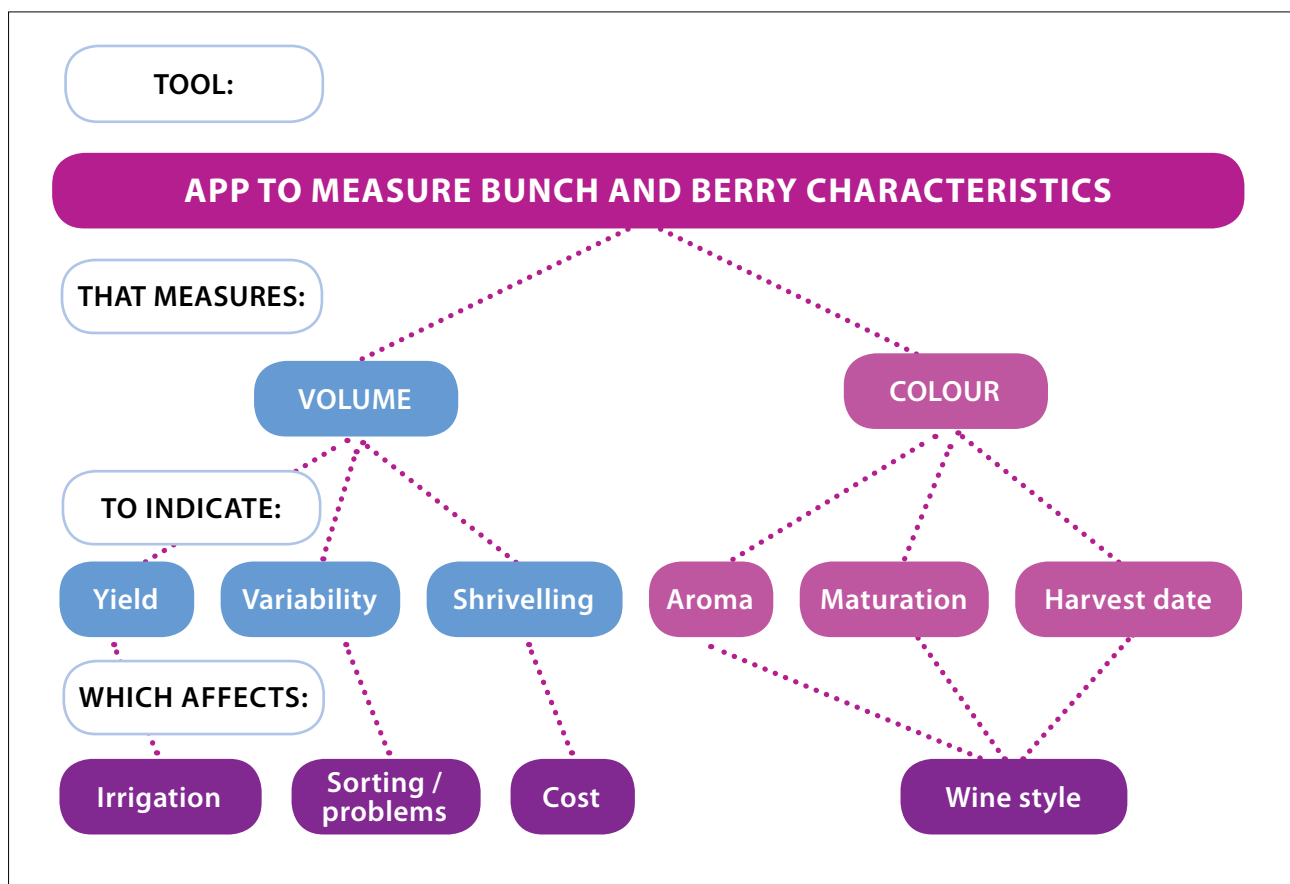 TOOL:
APP TO MEASURE BUNCH AND BERRY CHARACTERISTICS
THAT MEASURES:
VOLUME
COLOUR
TO INDICATE:
Yield
Variability
Shrivelling
Aroma
Maturation
Harvest date
WHICH AFFECTS:
Irrigation
Sorting /
problems
Cost
Wine style